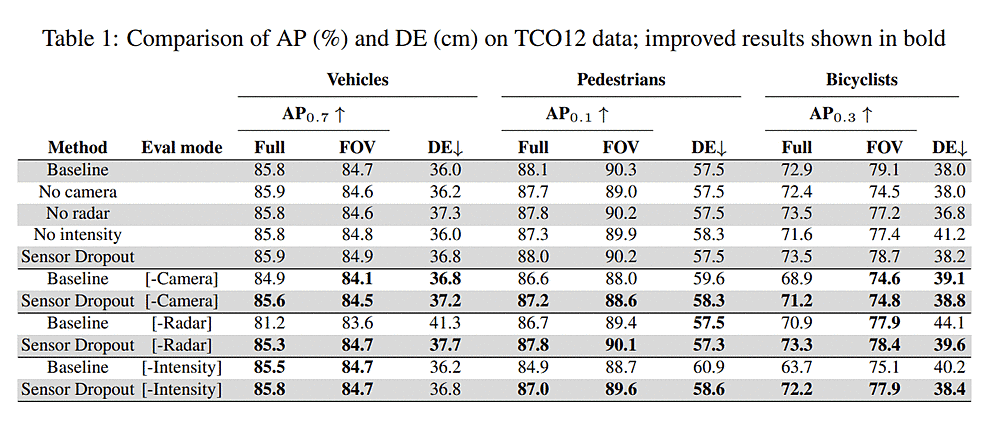 Table 1: Comparison of AP (%) and DE (cm) on TCO12 data; improved results shown in bold
Vehicles Pedestrians Bicyclists
AP0.7 ↑ AP0.1 ↑ AP0.3 ↑
Method Eval mode Full FOV DE↓ Full FOV DE↓ Full FOV DE↓
Baseline 85.8 84.7 36.0 88.1 90.3 57.5 72.9 79.1 38.0
No camera 85.9 84.6 36.2 87.7 89.0 57.5 72.4 74.5 38.0
No radar 85.8 84.6 37.3 87.8 90.2 57.5 73.5 77.2 36.8
No intensity 85.8 84.8 36.0 87.3 89.9 58.3 71.6 77.4 41.2
Sensor Dropout 85.9 84.9 36.8 88.0 90.2 57.5 73.5 78.7 38.2
Baseline [-Camera] 84.9 84.1 36.8 86.6 88.0 59.6 68.9 74.6 39.1
Sensor Dropout [-Camera] 85.6 84.5 37.2 87.2 88.6 58.3 71.2 74.8 38.8
Baseline [-Radar] 81.2 83.6 41.3 86.7 89.4 57.5 70.9 77.9 44.1
Sensor Dropout [-Radar] 85.3 84.7 37.7 87.8 90.1 57.3 73.3 78.4 39.6
Baseline [-Intensity] 85.5 84.7 36.2 84.9 88.7 60.9 63.7 75.1 40.2
Sensor Dropout [-Intensity] 85.8 84.7 36.8 87.0 89.6 58.6 72.2 77.9 38.4